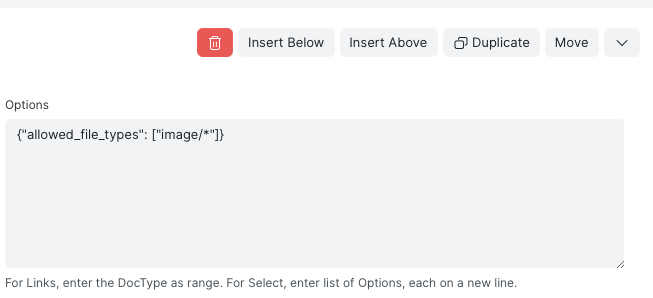 Insert Below Insert Above Duplicate Move
Options
{"allowed_file_types": ["image/*"]}
For Links, enter the DocType as range. For Select, enter list of Options, each on a new line.